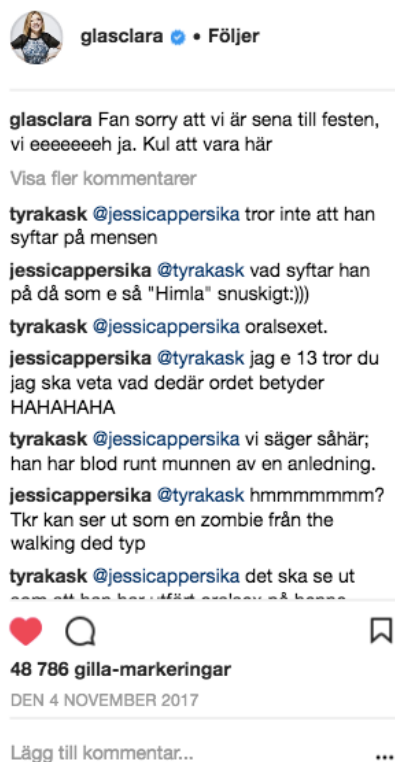 glasclara • Följer
glasclara Fan sorry att vi är sena till festen,
vi eeeeeeeh ja. Kul att vara här
Visa fler kommentarer
tyrakask @jessicappersika tror inte att han
syftar på mensen
jessicappersika @tyrakask vad syftar han
på då som e så "Himla" snuskigt:)))
tyrakask @jessicappersika oralsexet.
jessicappersika @tyrakask jag e 13 tror du
jag ska veta vad dedär ordet betyder
HAHAHAHA
tyrakask @jessicappersika vi säger såhär;
han har blod runt munnen av en anledning.
jessicappersika @tyrakask hmmmmmmm?
Tkr kan ser ut som en zombie från the
walking ded typ
tyrakask @jessicappersika det ska se ut
48 786 gilla-markeringar
DEN 4 NOVEMBER 2017
Lägg till kommentar...